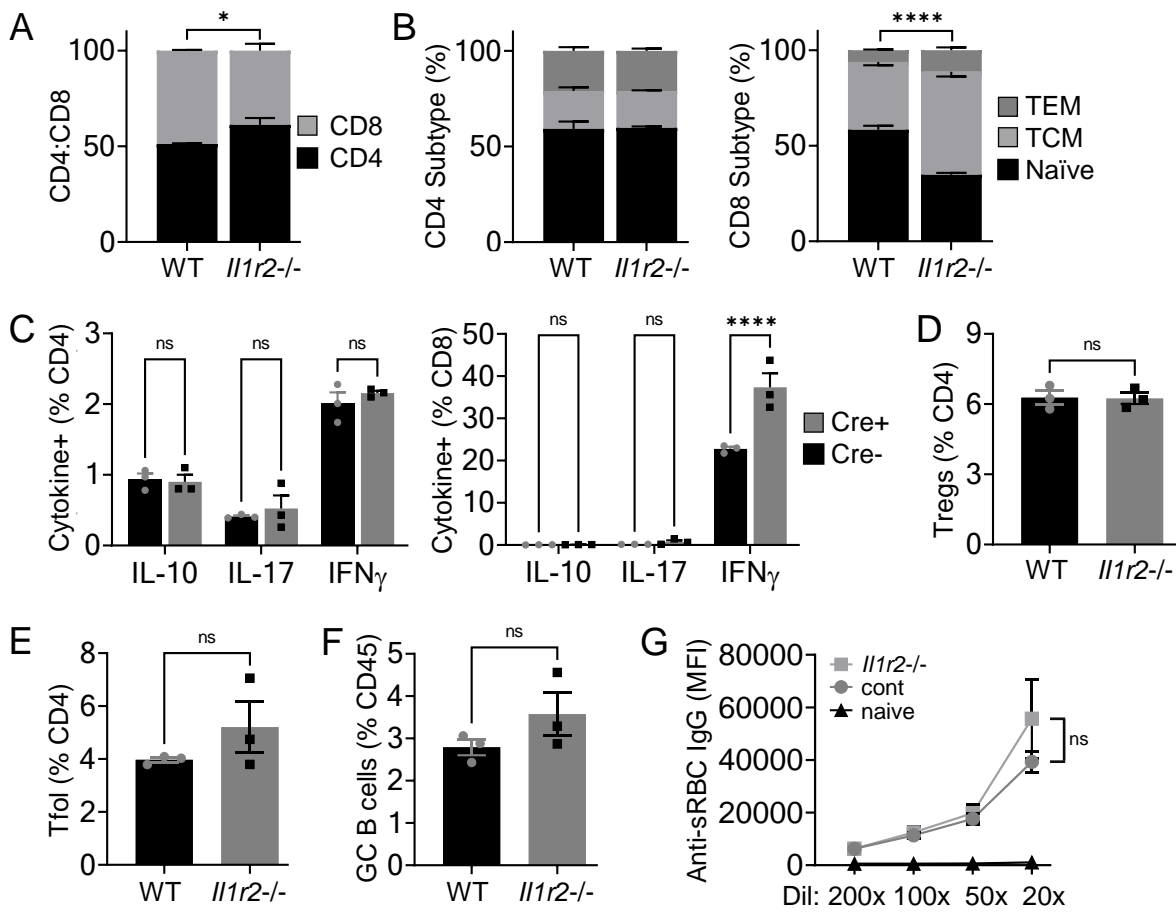 A
*
100
50
0
CD4:CD8
WT
Il1r2-/-
CD8
CD4
B
100
50
0
CD4 Subtype (%)
WT
Il1r2-/-
****
100
50
0
CD8 Subtype (%)
WT
Il1r2-/-
TEM
TCM
Naïve
C
3
2
1
0
Cytokine+ (% CD4)
ns
ns
ns
IL-10
IL-17
IFNγ
50
40
30
20
10
0
Cytokine+ (% CD8)
ns
ns
****
IL-10
IL-17
IFNγ
Cre+
Cre-
D
9
6
3
0
Tregs (% CD4)
ns
WT
Il1r2-/-
E
8
6
4
2
0
Tfol (% CD4)
ns
WT
Il1r2-/-
F
5
4
3
2
1
0
GC B cells (% CD45)
ns
WT
Il1r2-/-
G
80000
60000
40000
20000
0
Anti-sRBC IgG (MFI)
Il1r2-/-
cont
naive
ns
Dil: 200x 100x 50x 20x